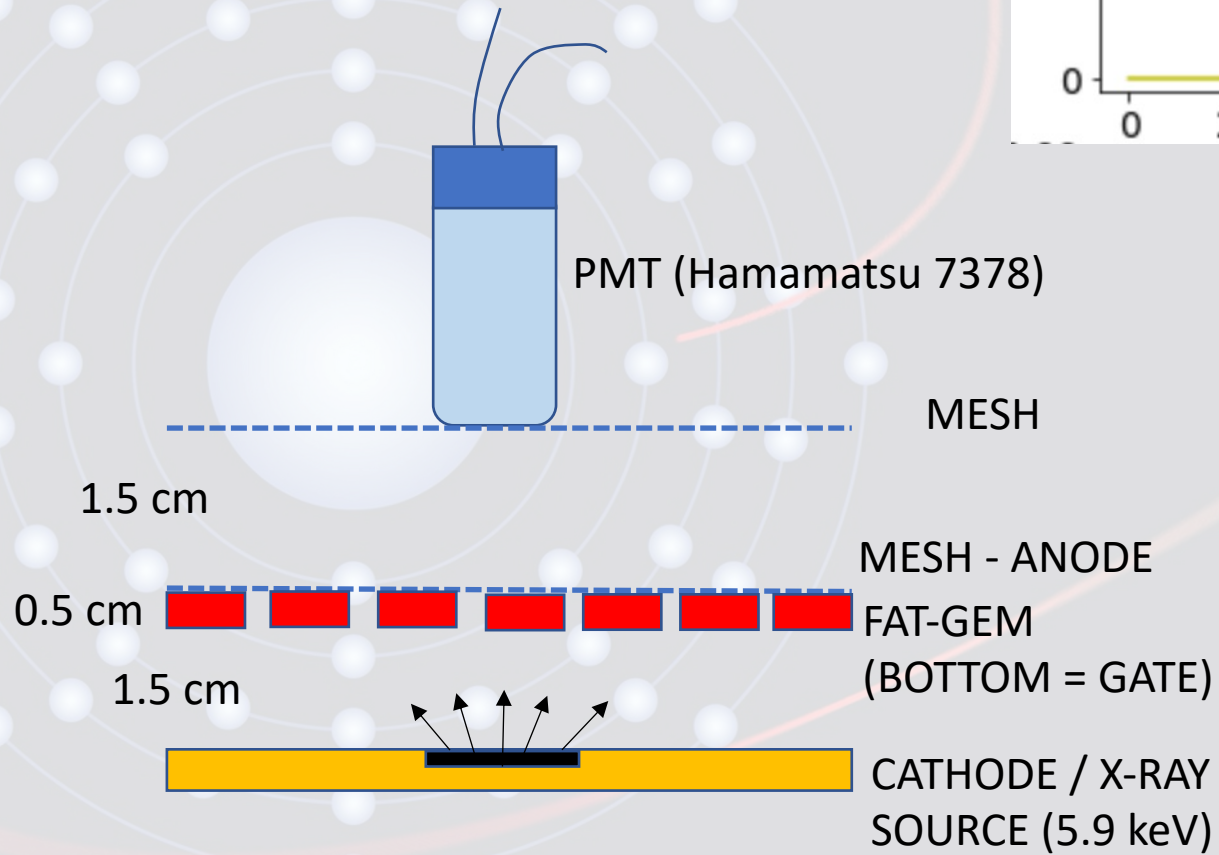 0
0
PMT (Hamamatsu 7378)
MESH
1.5 cm
MESH - ANODE
0.5 cm
FAT-GEM
(BOTTOM = GATE)
1.5 cm
CATHODE / X-RAY
SOURCE (5.9 keV)